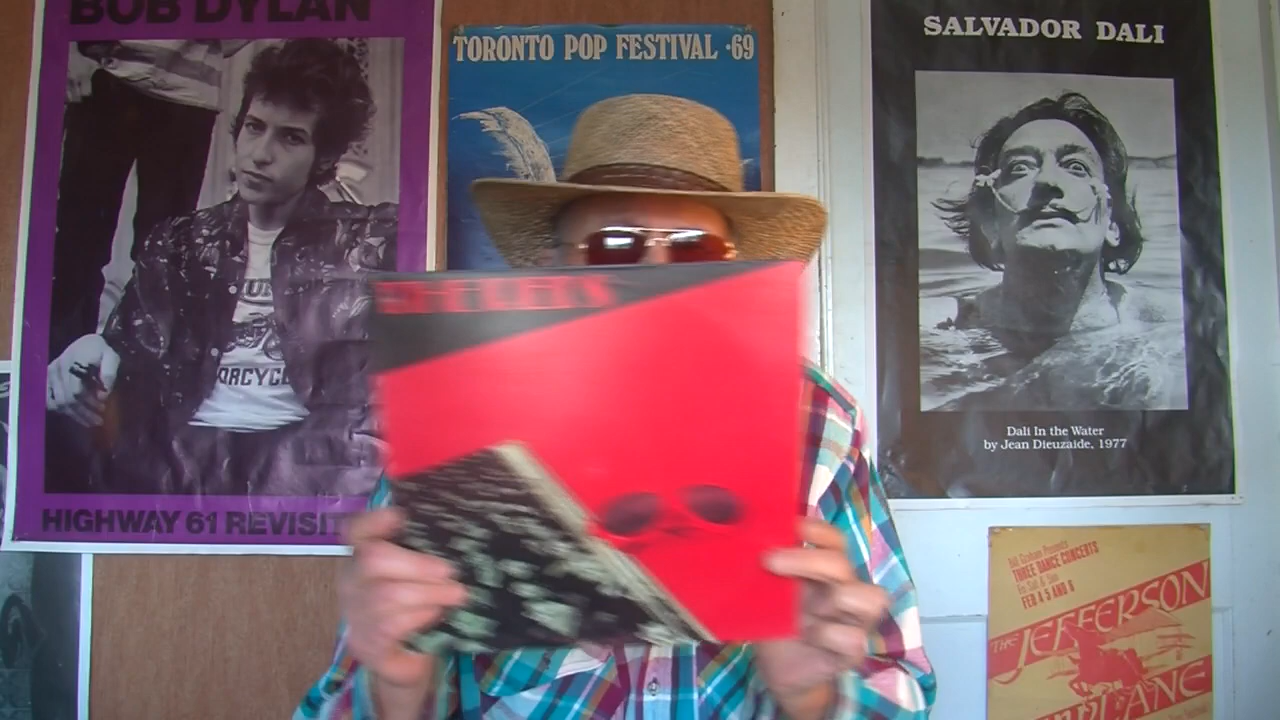 BOB DYLAN
HIGHWAY 61 REVISIT
TORONTO POP FESTIVAL ·69
SALVADOR DALI
Dali In the Water
by Jean Dieuzaide, 1977
Three Dance Concerts
FEB 4 5 AND 6
THE JEFFERSON